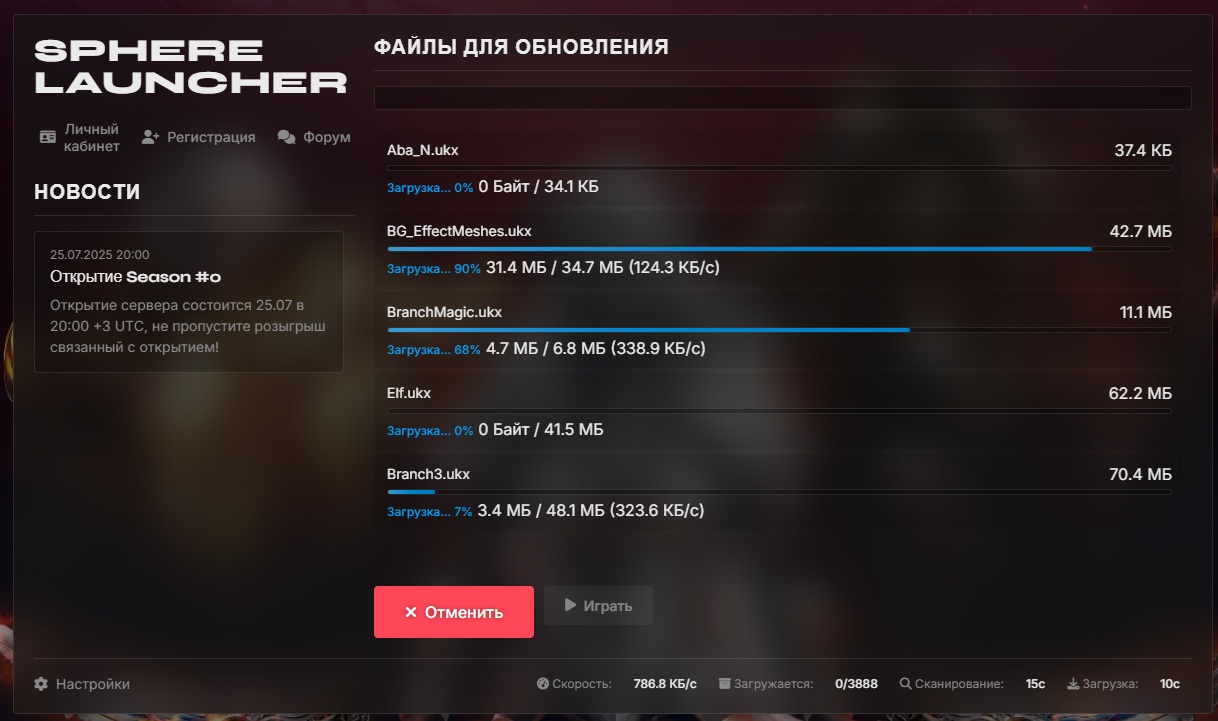 SPHERE
LAUNCHER
Личный
кабинет
Регистрация
Форум
НОВОСТИ
25.07.2025 20:00
Открытие Season #0
Открытие сервера состоится 25.07 в
20:00 +3 UTC, не пропустите розыгрыш
связанный с открытием!
ФАЙЛЫ ДЛЯ ОБНОВЛЕНИЯ
Aba_N.ukx 37.4 КБ
Загрузка... 0% 0 Байт / 34.1 КБ
BG_EffectMeshes.ukx 42.7 МБ
Загрузка... 90% 31.4 МБ / 34.7 МБ (124.3 КБ/с)
BranchMagic.ukx 11.1 МБ
Загрузка... 68% 4.7 МБ / 6.8 МБ (338.9 КБ/с)
Elf.ukx 62.2 МБ
Загрузка... 0% 0 Байт / 41.5 МБ
Branch3.ukx 70.4 МБ
Загрузка... 7% 3.4 МБ / 48.1 МБ (323.6 КБ/с)
Отменить
Играть
Настройки
Скорость: 786.8 КБ/с Загружается: 0/3888 Сканирование: 15с Загрузка: 10с